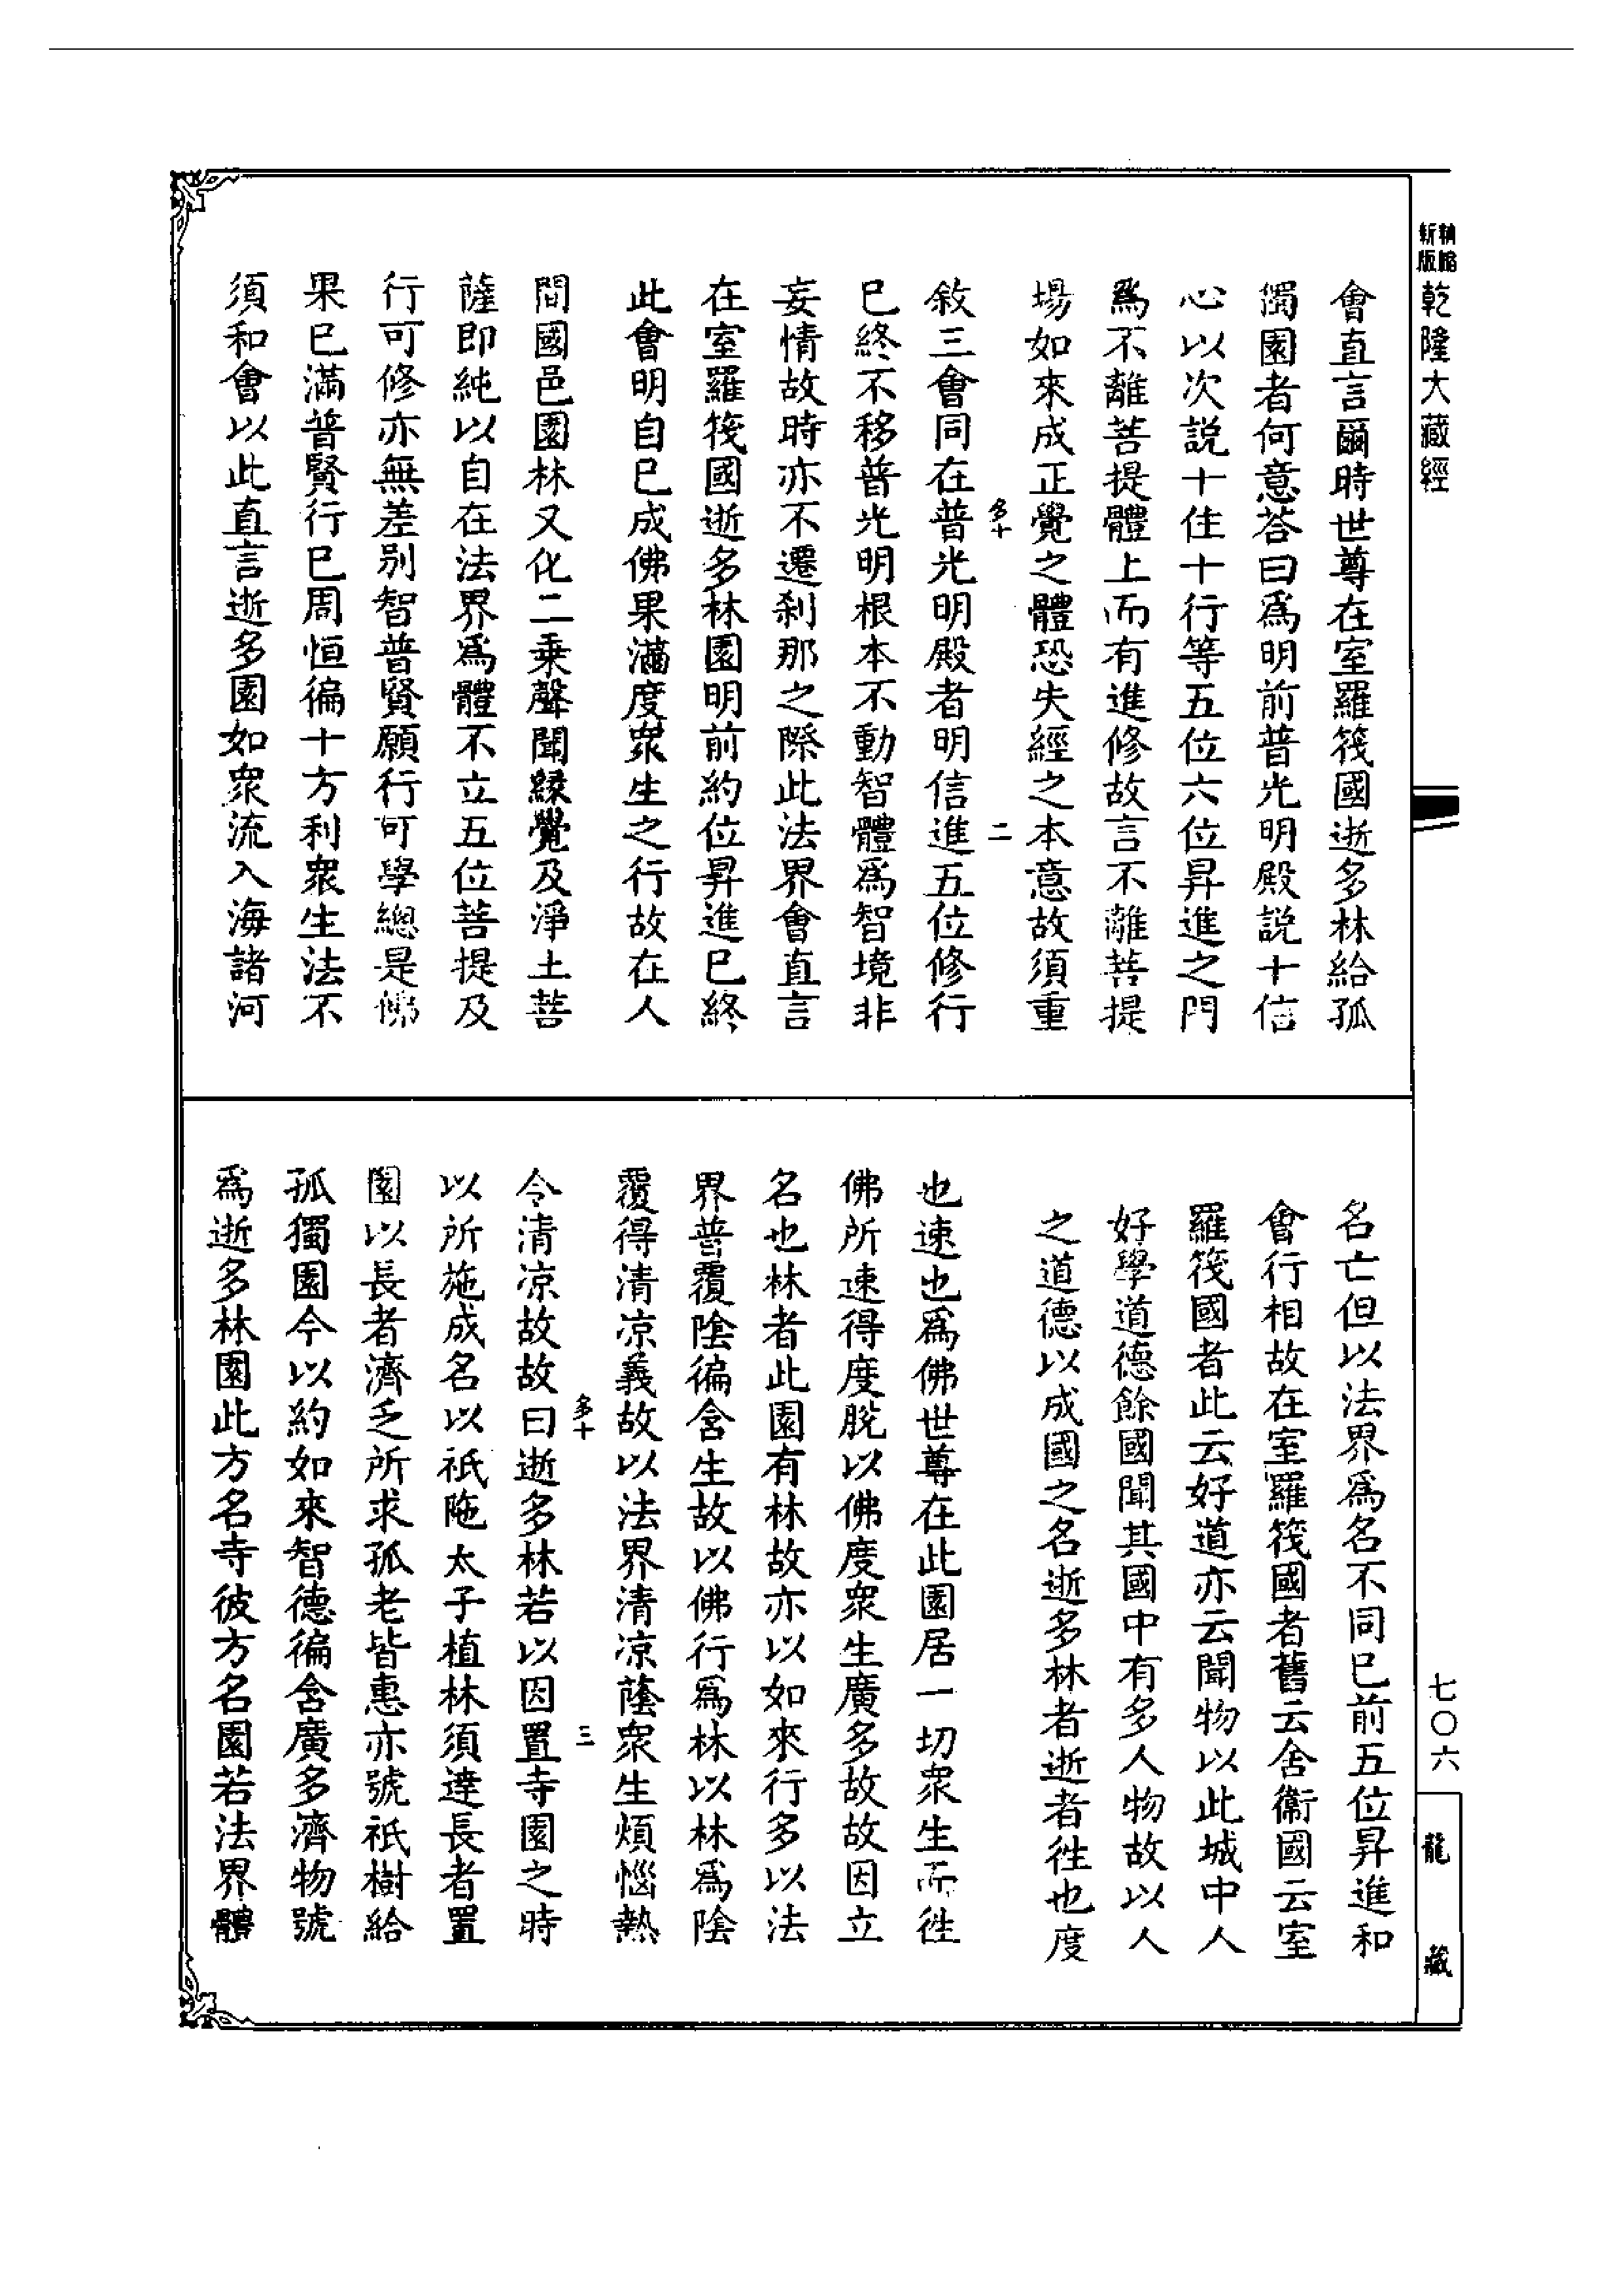 新版
精縮
乾隆大藏經
會直言爾時世尊在室羅筏國逝多林給孤
獨園者何意荅曰爲明前普光明殿説十信
心以次説十住十行等五位六位昇進之門
爲不離菩提體上而有進修故言不離菩提
場如來成正覺之體恐失經之本意故須重
多十
二
敘三會同在普光明殿者明信進五位修行
已終不移普光明根本不動智體爲智境非
妄情故時亦不遷刹那之際此法界會直言
在室羅筏國逝多林園明前約位昇進已終
此會明自已成佛果滿度衆生之行故在人
間國邑園林又化二乗聲聞緣覺及淨土菩
薩即純以自在法界爲體不立五位菩提及
行可修亦無差别智普賢願行可學總是佛
果已滿普賢行已周恒徧十方利衆生法不
須和會以此直言逝多園如衆流入海諸河
名亡但以法界爲名不同已前五位昇進和
會行相故在室羅筏國者舊云舍衞國云室
羅筏國者此云好道亦云聞物以此城中人
好學道德餘國聞其國中有多人物故以人
之道德以成國之名逝多林者逝者徃也度
也速也爲佛世尊在此園居一切衆生而徃
佛所速得度脱以佛度衆生廣多故故因立
名也林者此園有林故亦以如來行多以法
界普覆陰徧含生故以佛行爲林以林爲陰
覆得清凉義故以法界清凉蔭衆生煩惱熱
多十
三
令清凉故故曰逝多林若以因置寺園之時
以所施成名以祇陁太子植林須達長者置
園以長者濟乏所求孤老皆惠亦號祇樹給
孤獨園今以約如來智德徧含廣多濟物號
爲逝多林園此方名寺彼方名園若法界體
七〇六
龍藏